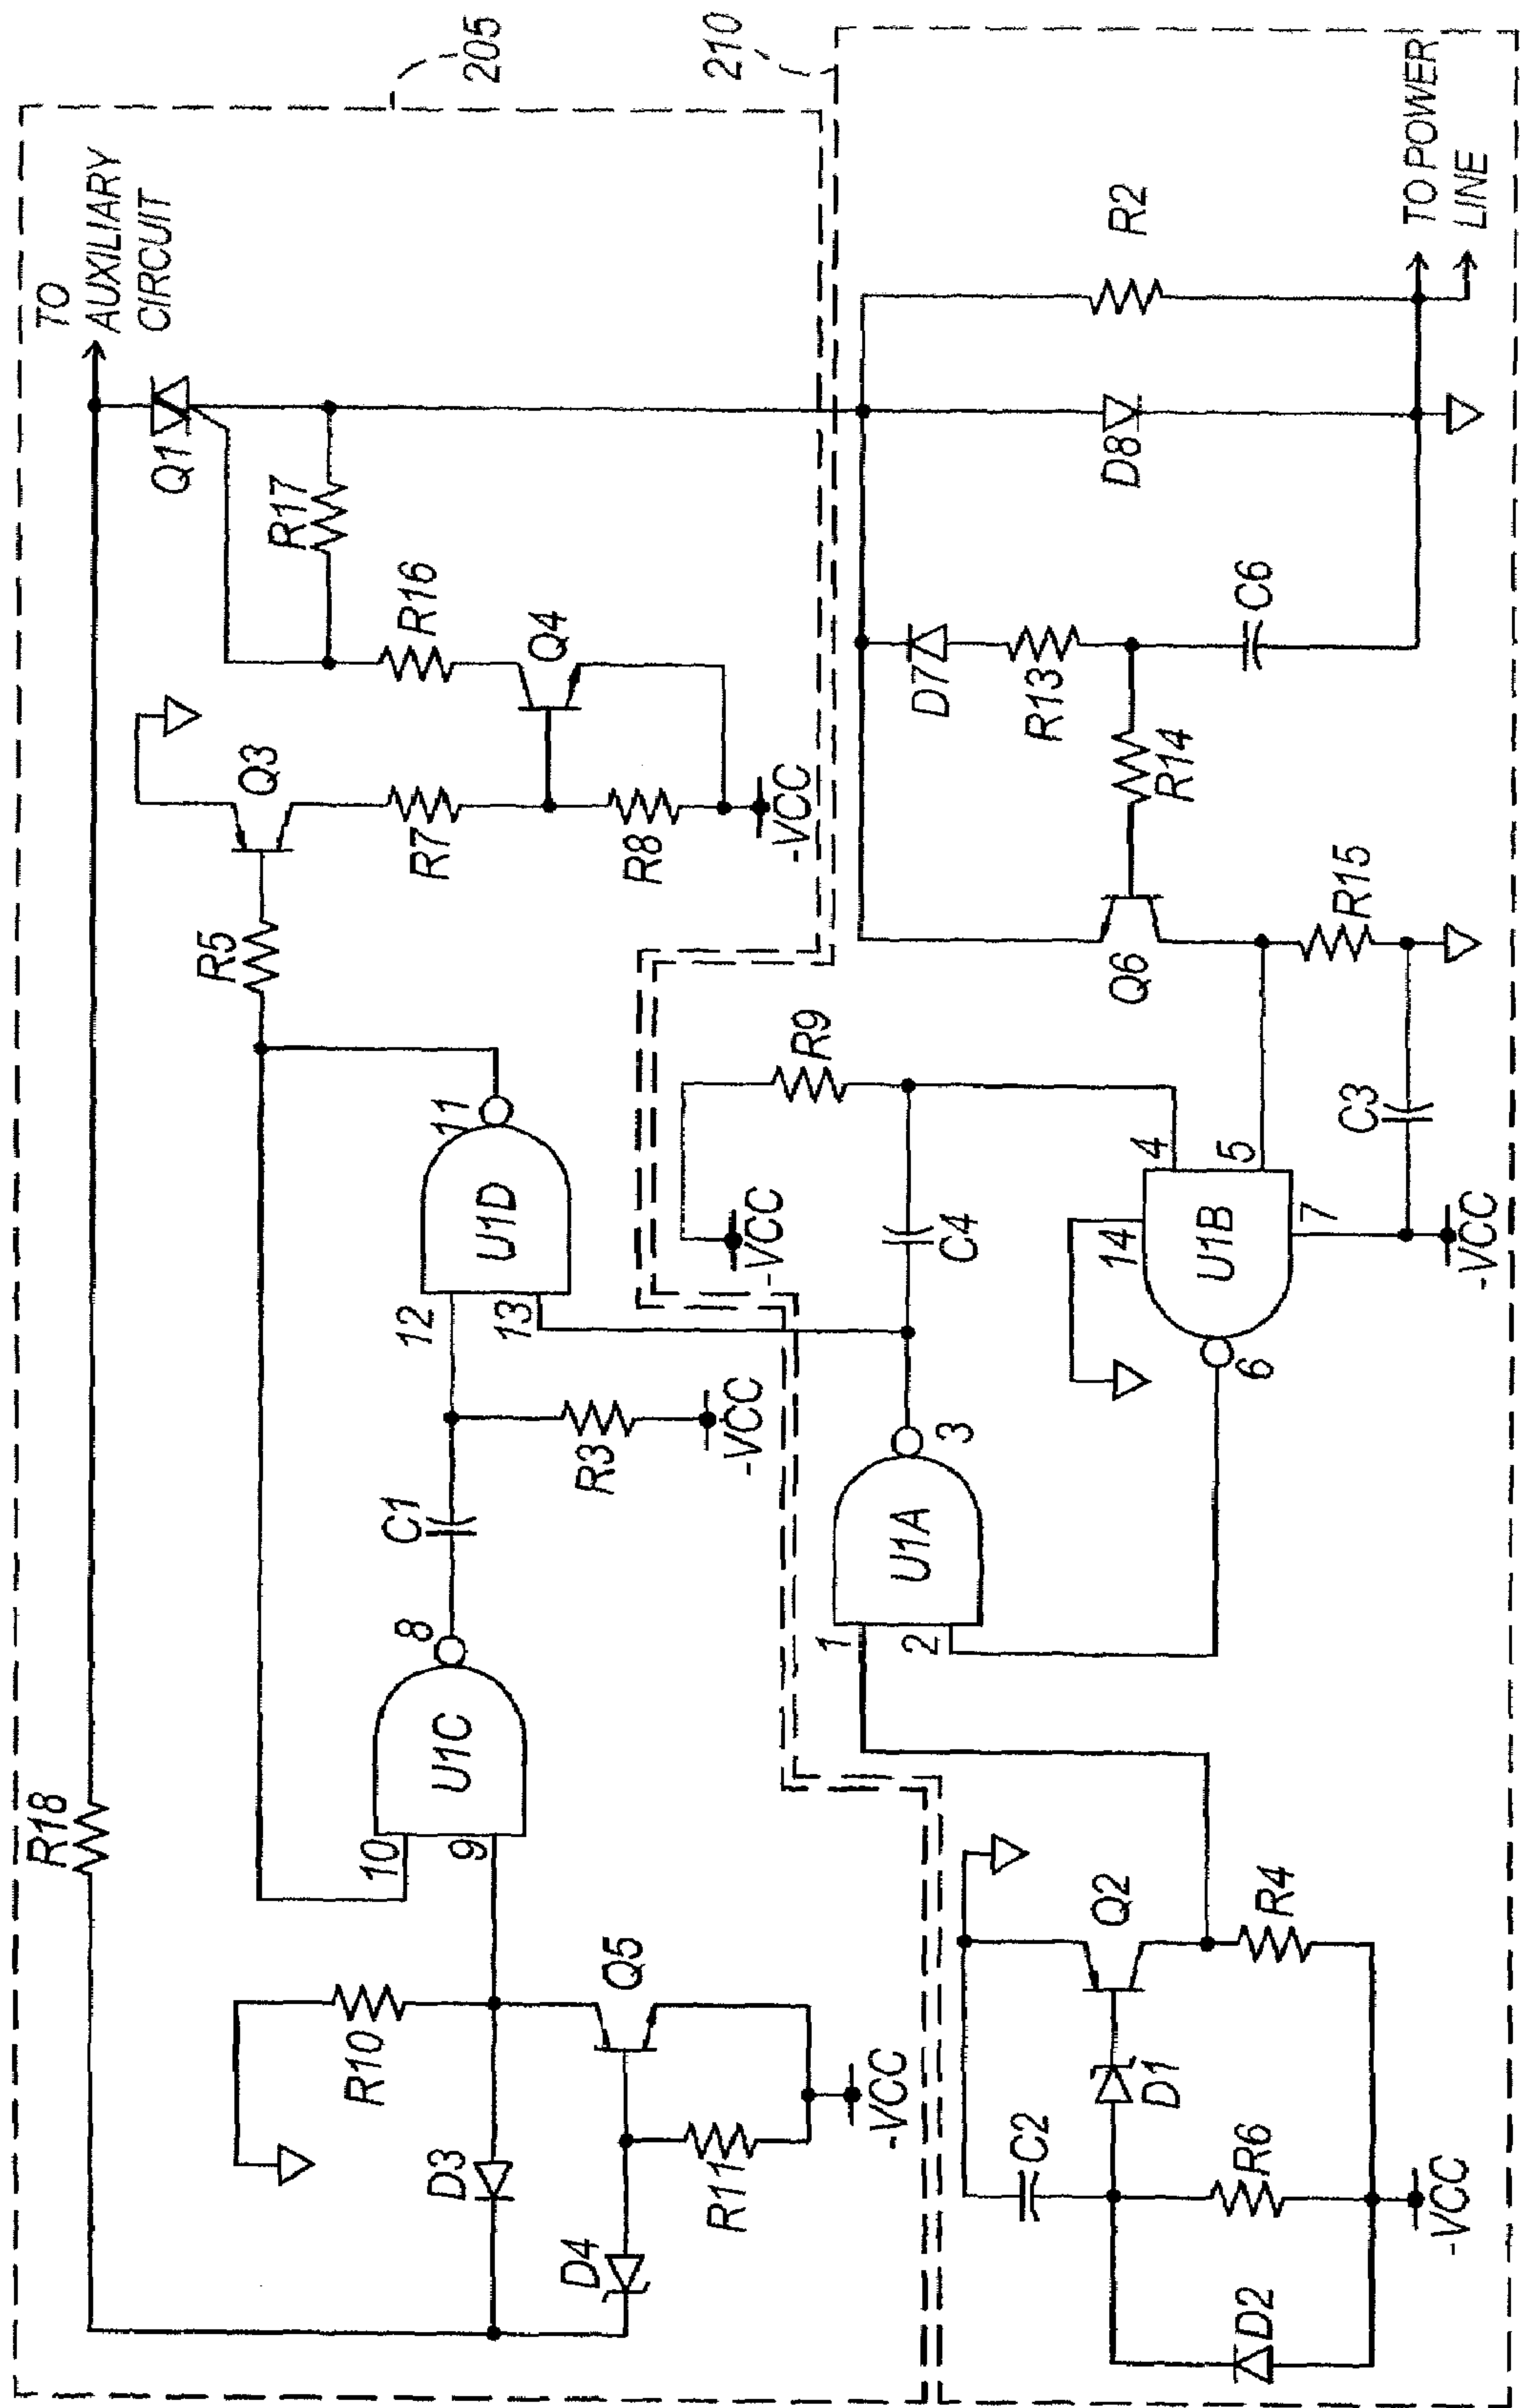 205
210
TO
AUXILIARY
CIRCUIT
Q1
R17
R16
Q4
Q3
R7
R8
-VCC
R5
11
U1D
12
13
R18
C1
R3
-VCC
8
U1C
10
9
R10
Q5
D3
D4
R11
-VCC
TO POWER
LINE
R2
D8
D7
R13
C6
R14
Q6
R15
R9
-VCC
C4
C3
4
5
14
7
U1B
6
-VCC
3
U1A
1
2
Q2
R4
D1
C2
R6
D2
-VCC